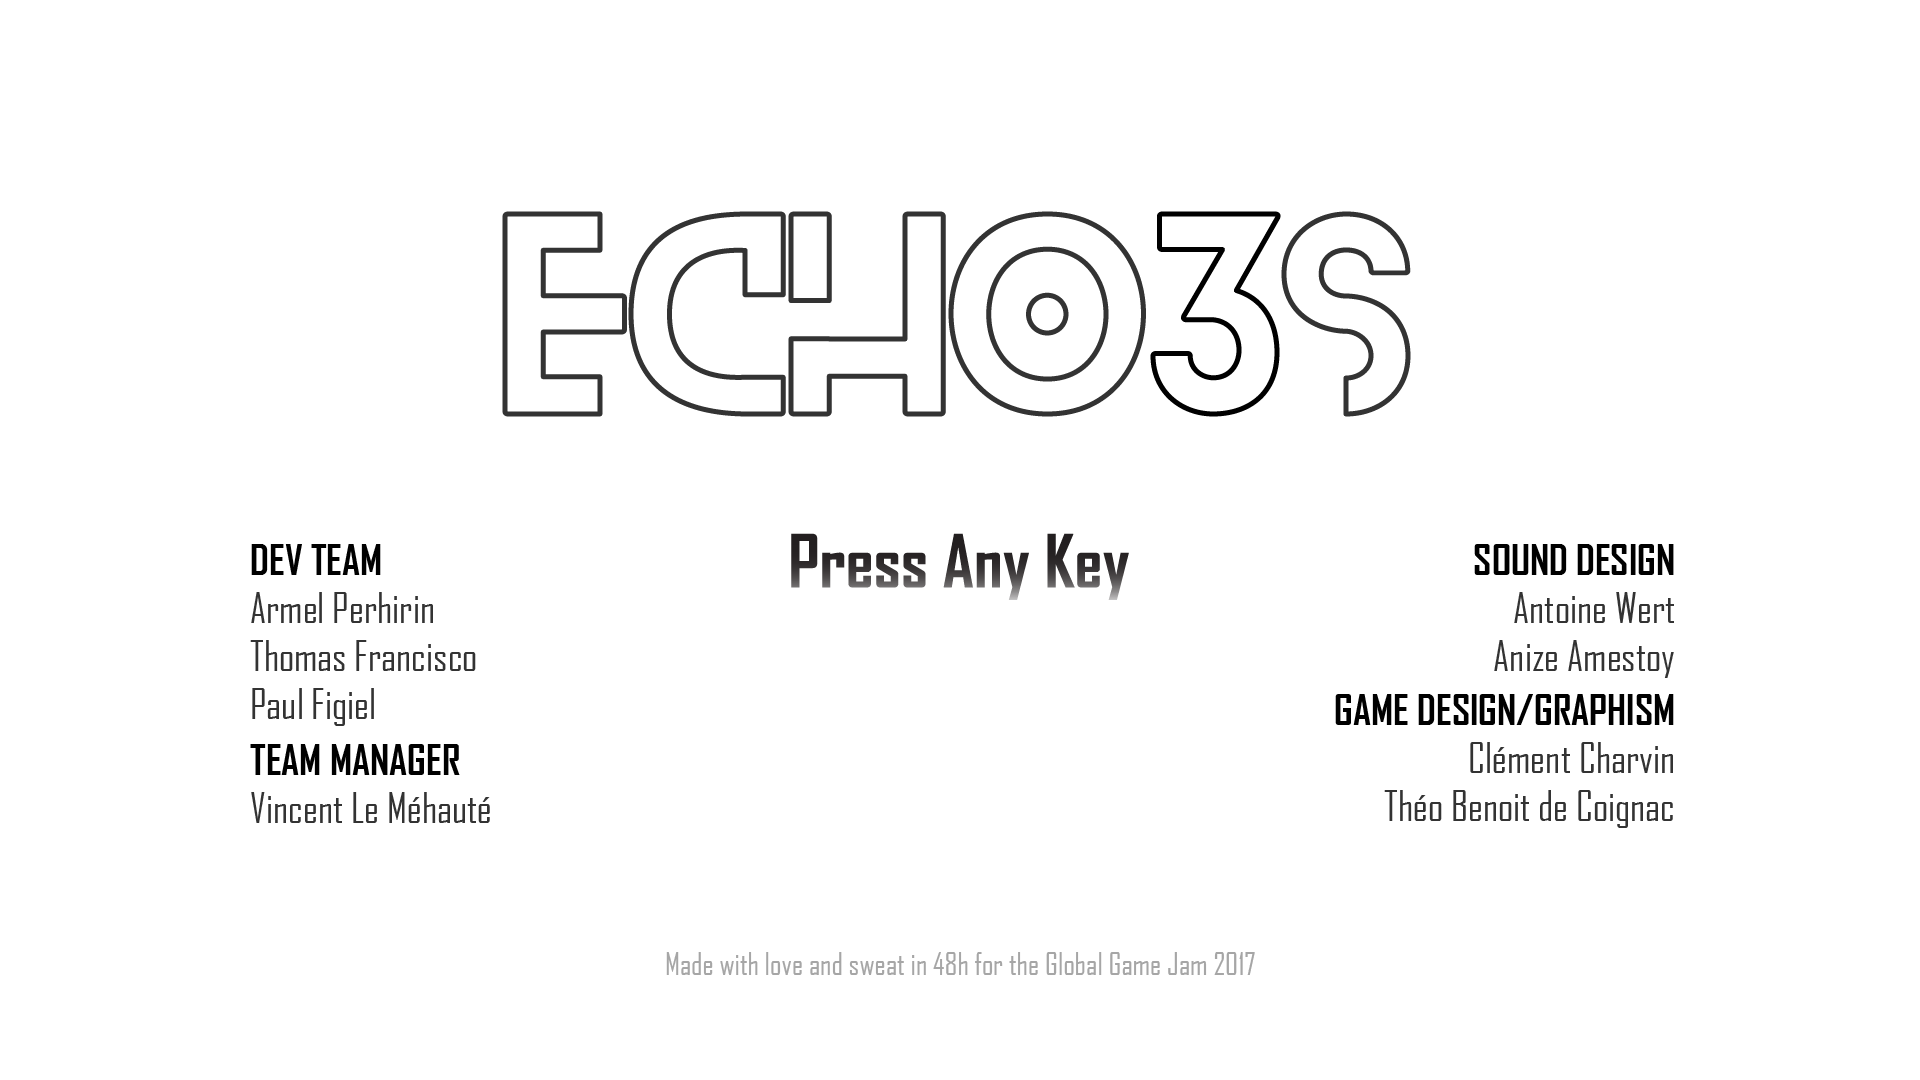 ECHO3S
Press Any Key
DEV TEAM
Armel Perhirin
Thomas Francisco
Paul Figiel
TEAM MANAGER
Vincent Le Méhauté
SOUND DESIGN
Antoine Wert
Anize Amestoy
GAME DESIGN/GRAPHISM
Clément Charvin
Théo Benoit de Coignac
Made with love and sweat in 48h for the Global Game Jam 2017